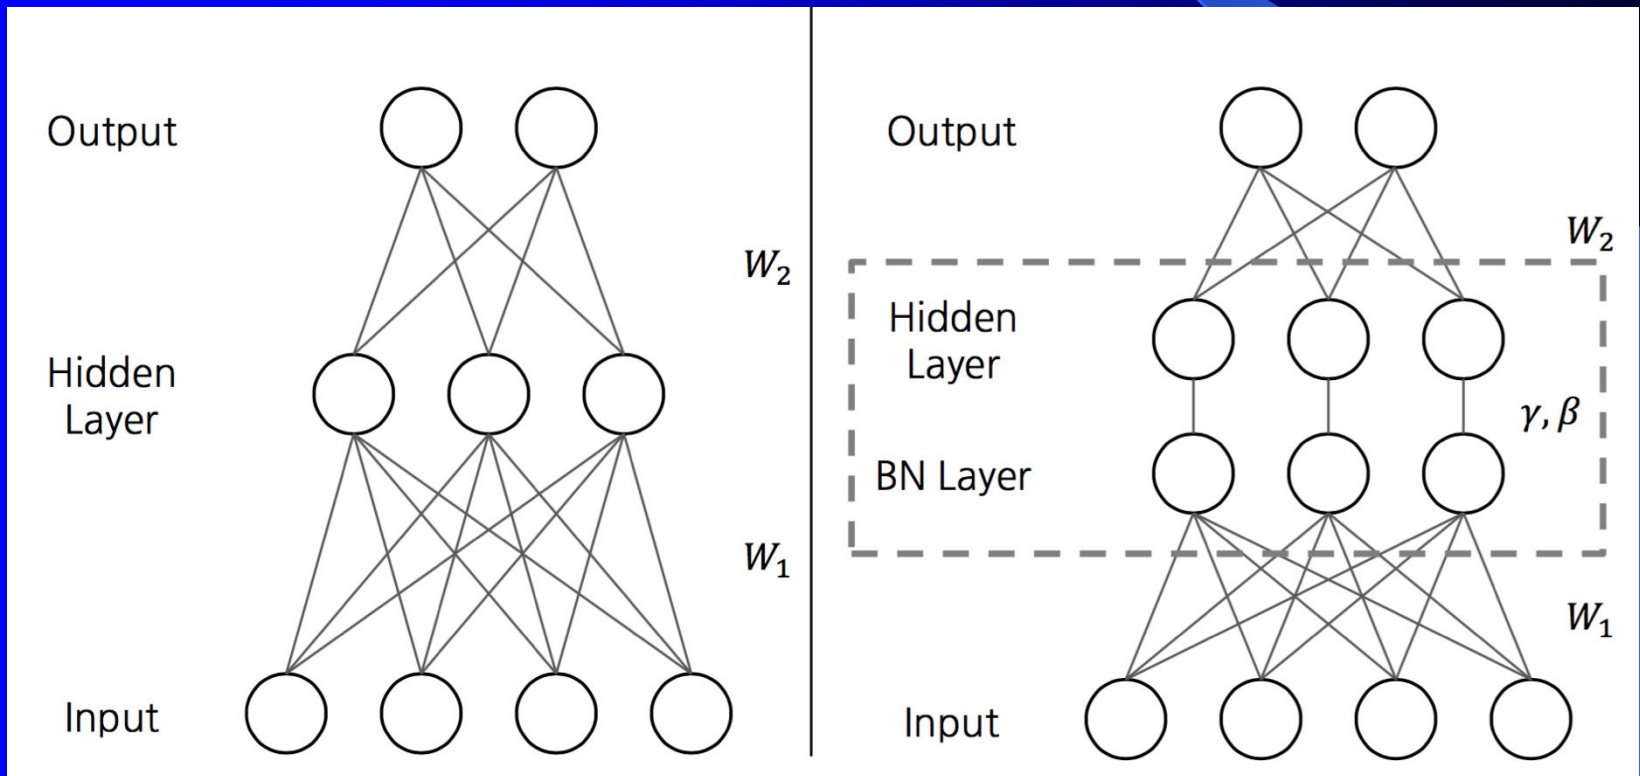 Output
W₂
Hidden
Layer
W₁
Input
Output
W₂
Hidden
Layer
γ, β
BN Layer
W₁
Input